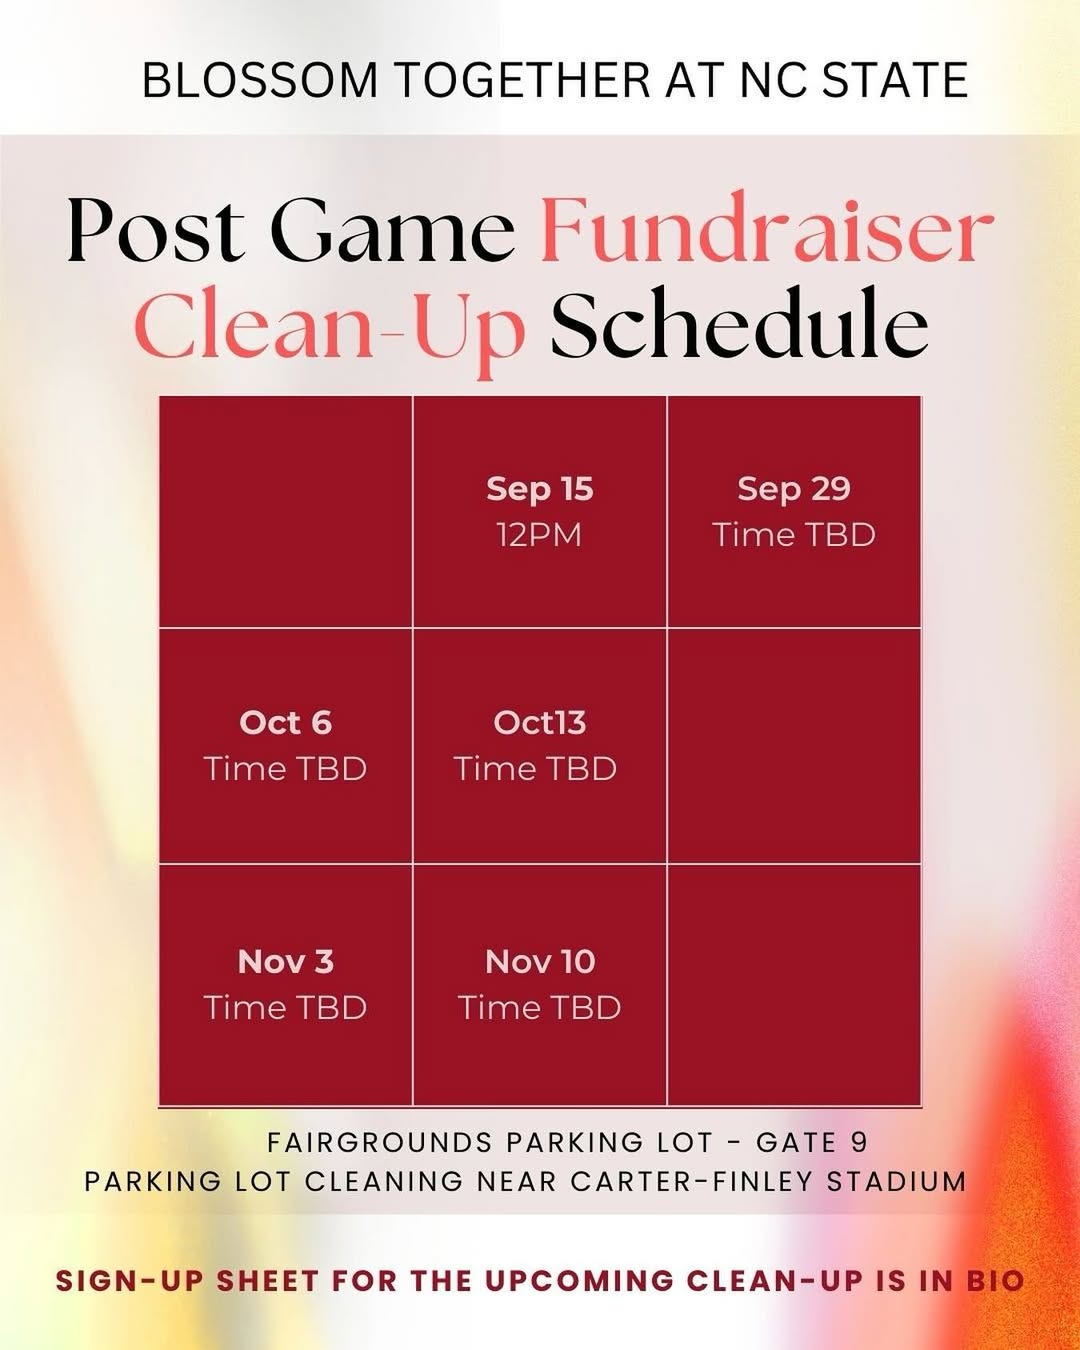 BLOSSOM TOGETHER AT NC STATE
Post Game Fundraiser
Clean-Up Schedule
Sep 15
12PM
Sep 29
Time TBD
Oct 6
Time TBD
Oct13
Time TBD
Nov 3
Time TBD
Nov 10
Time TBD
FAIRGROUNDS PARKING LOT - GATE 9
PARKING LOT CLEANING NEAR CARTER-FINLEY STADIUM
SIGN-UP SHEET FOR THE UPCOMING CLEAN-UP IS IN BIO